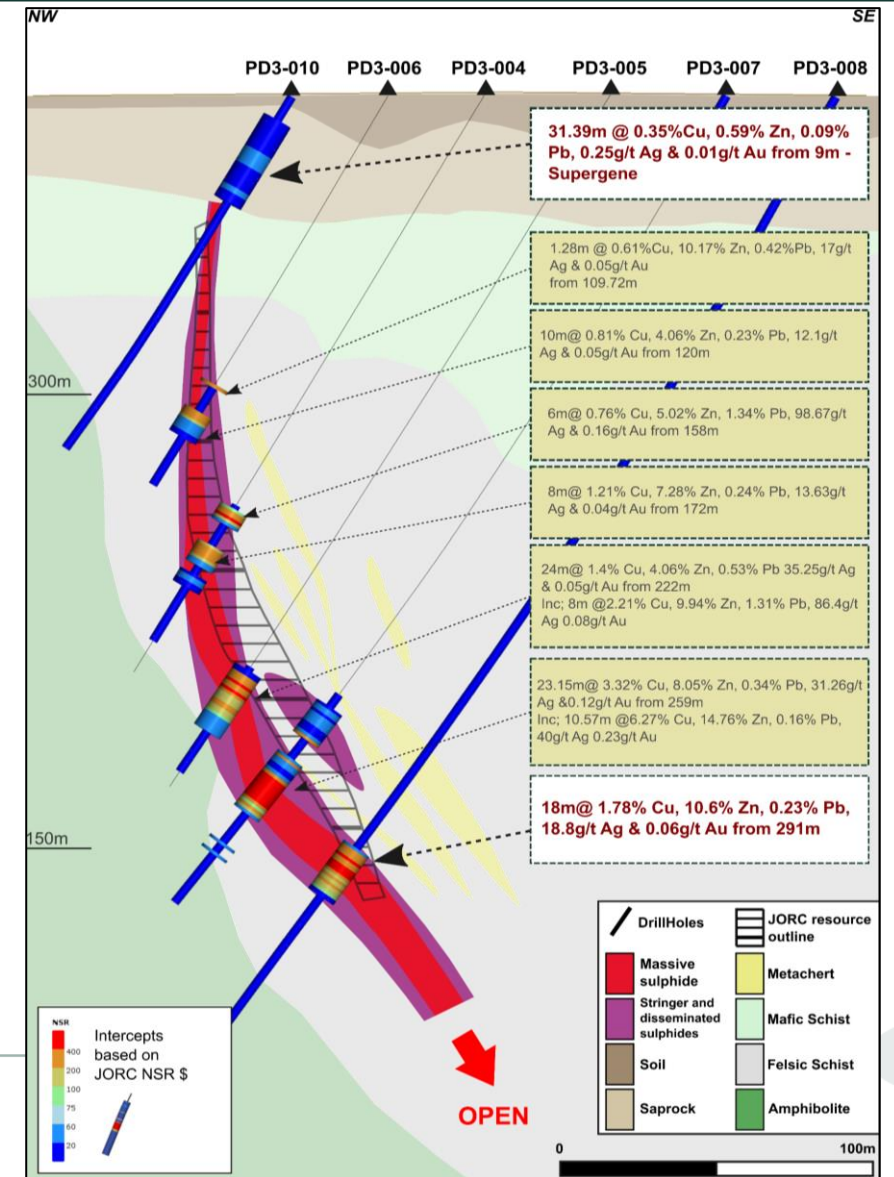 NW
SE
PD3-010 PD3-006 PD3-004 PD3-005 PD3-007 PD3-008
31.39m @ 0.35%Cu, 0.59% Zn, 0.09%
Pb, 0.25g/t Ag & 0.01g/t Au from 9m -
Supergene
1.28m @ 0.61%Cu, 10.17% Zn, 0.42%Pb, 17g/t
Ag & 0.05g/t Au
from 109.72m
10m@ 0.81% Cu, 4.06% Zn, 0.23% Pb, 12.1g/t
Ag & 0.05g/t Au from 120m
300m
6m@ 0.76% Cu, 5.02% Zn, 1.34% Pb, 98.67g/t
Ag & 0.16g/t Au from 158m
8m@ 1.21% Cu, 7.28% Zn, 0.24% Pb, 13.63g/t
Ag & 0.04g/t Au from 172m
24m@ 1.4% Cu, 4.06% Zn, 0.53% Pb 35.25g/t Ag
& 0.05g/t Au from 222m
Inc; 8m @2.21% Cu, 9.94% Zn, 1.31% Pb, 86.4g/t
Ag 0.08g/t Au
23.15m@ 3.32% Cu, 8.05% Zn, 0.34% Pb, 31.26g/t
Ag &0.12g/t Au from 259m
Inc; 10.57m @6.27% Cu, 14.76% Zn, 0.16% Pb,
40g/t Ag 0.23g/t Au
18m@ 1.78% Cu, 10.6% Zn, 0.23% Pb,
18.8g/t Ag & 0.06g/t Au from 291m
150m
DrillHoles
JORC resource
outline
Massive
sulphide
Metachert
Stringer and
disseminated
sulphides
Mafic Schist
Soil
Felsic Schist
Saprock
Amphibolite
NSR
400
200
100
75
60
20
Intercepts
based on
JORC NSR $
OPEN
0
100m